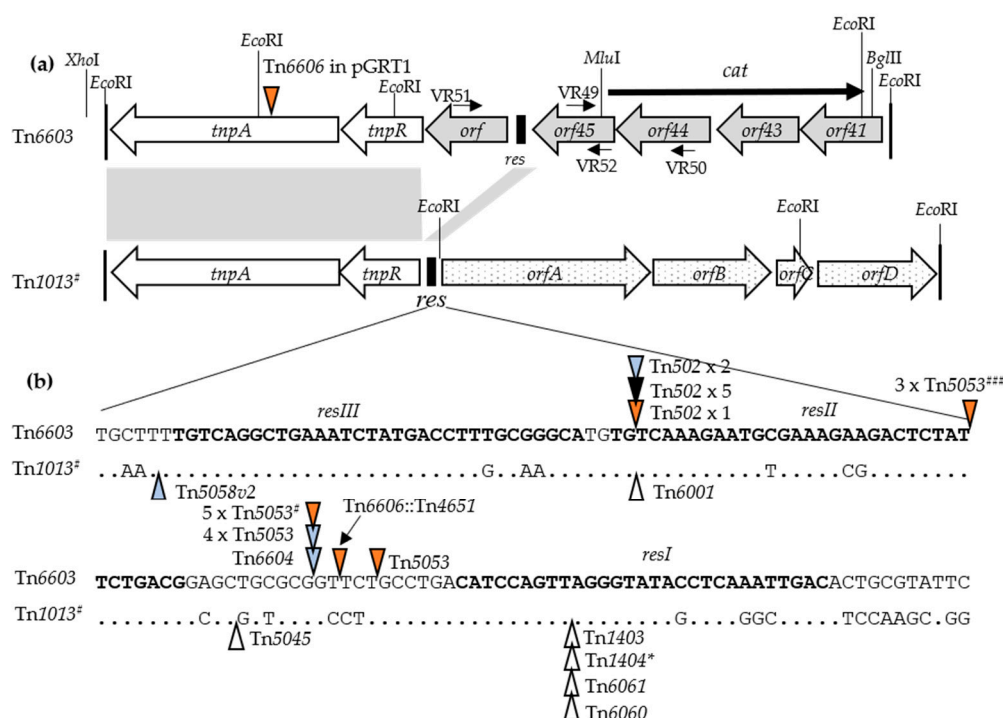 (a)
XhoI
EcoRI
EcoRI
Tn6606 in pGRT1
EcoRI
VR51
VR49
MluI
cat
EcoRI
BglII
EcoRI
Tn6603
tnpA
tnpR
orf
res
orf45
orf44
orf43
orf41
VR52
VR50
EcoRI
EcoRI
EcoRI
Tn1013#
tnpA
tnpR
res
orfA
orfB
orfC
orfD
(b)
Tn502 x 2
Tn502 x 5
Tn502 x 1
3 x Tn5053###
resIII
resII
Tn6603 TGCTTTTGTCAGGCTGAAATCTATGACCTTTGCGGGCATGTGTCAAAGAATGCGAAAGAAGACTCTAT
Tn1013# ..AA..........................G..AA..................T.....CG........
Tn5058v2
Tn6001
5 x Tn5053#
4 x Tn5053
Tn6604
Tn6606::Tn4651
Tn5053
resI
Tn6603 TCTGACGGAGCTGCGCGGTTCTGCCTGACATCCAGTTAGGGTATACCTCAAATTGACACTGCGTATTC
Tn1013# ........C..G.T....CCT........................G....GGC.....TCCAAGC.GG
Tn5045
Tn1403
Tn1404*
Tn6061
Tn6060